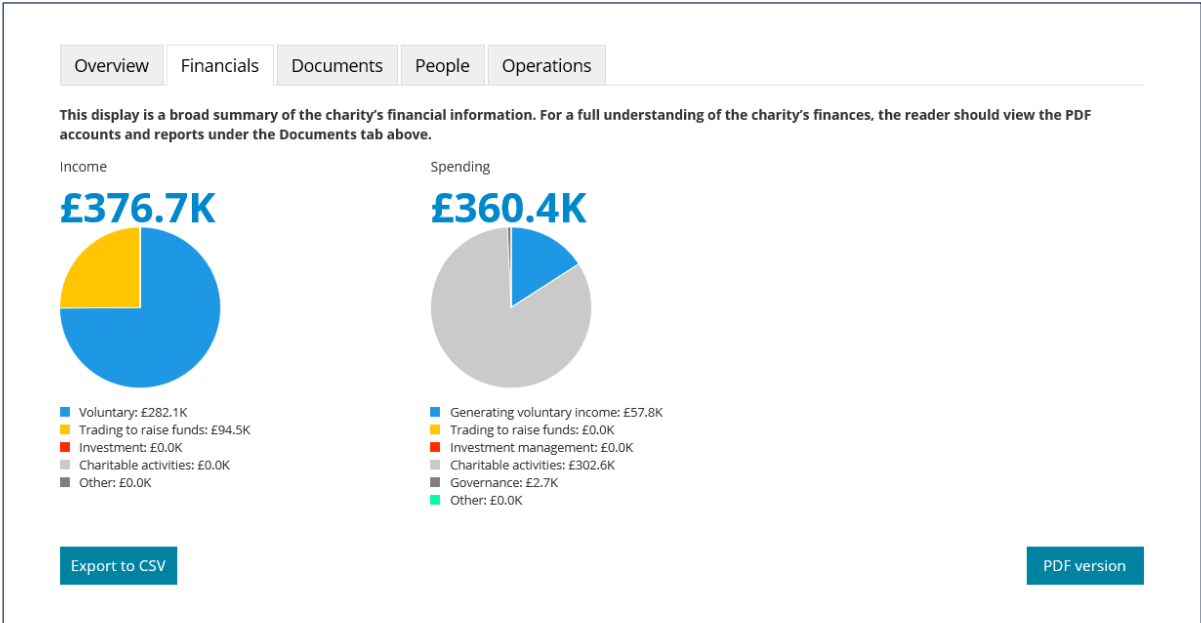 Overview
Financials
Documents
People
Operations
This display is a broad summary of the charity’s financial information. For a full understanding of the charity’s finances, the reader should view the PDF
accounts and reports under the Documents tab above.
Income
£376.7K
Voluntary: £282.1K
Trading to raise funds: £94.5K
Investment: £0.0K
Charitable activities: £0.0K
Other: £0.0K
Spending
£360.4K
Generating voluntary income: £57.8K
Trading to raise funds: £0.0K
Investment management: £0.0K
Charitable activities: £302.6K
Governance: £2.7K
Other: £0.0K
Export to CSV
PDF version